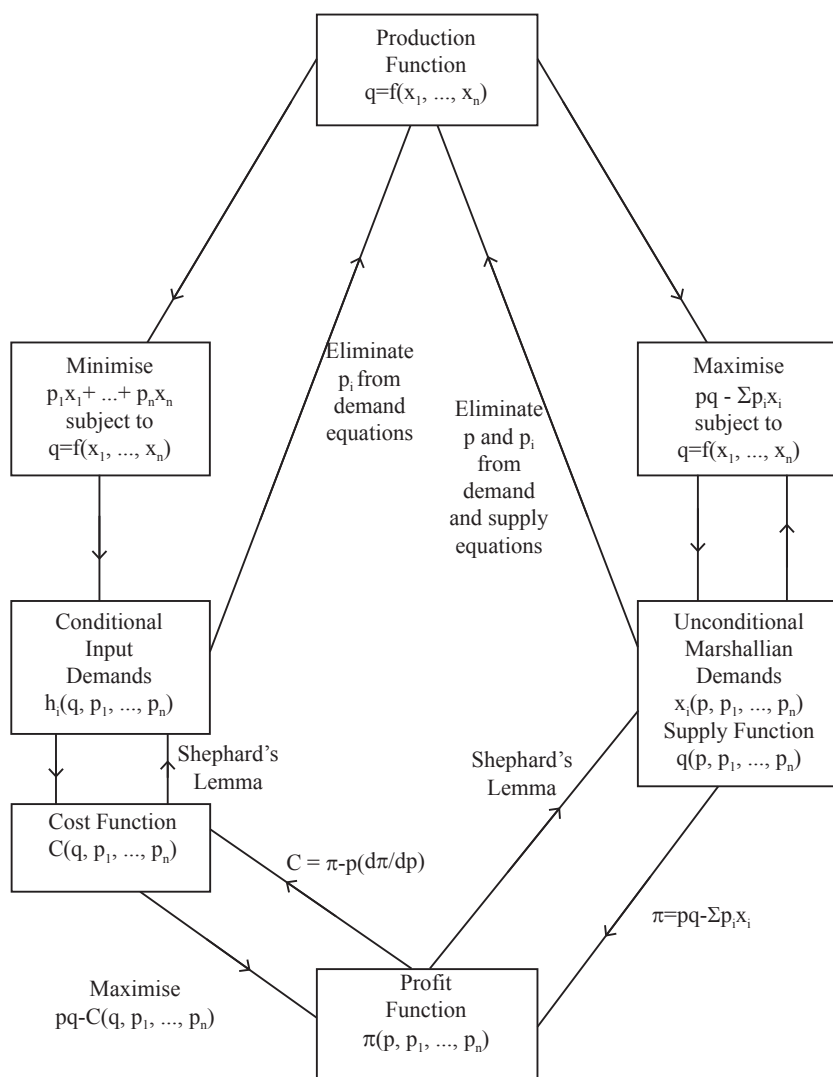 Production
Function
q=f(x₁, ..., xₙ)
Minimise
p₁x₁+ ...+ pₙxₙ
subject to
q=f(x₁, ..., xₙ)
Eliminate
pᵢ from
demand
equations
Eliminate
p and pᵢ
from
demand
and supply
equations
Maximise
pq - Σpᵢxᵢ
subject to
q=f(x₁, ..., xₙ)
Conditional
Input
Demands
hᵢ(q, p₁, ..., pₙ)
Unconditional
Marshallian
Demands
xᵢ(p, p₁, ..., pₙ)
Supply Function
q(p, p₁, ..., pₙ)
Shephard’s
Lemma
Shephard’s
Lemma
Cost Function
C(q, p₁, ..., pₙ)
C = π-p(dπ/dp)
π=pq-Σpᵢxᵢ
Maximise
pq-C(q, p₁, ..., pₙ)
Profit
Function
π(p, p₁, ..., pₙ)